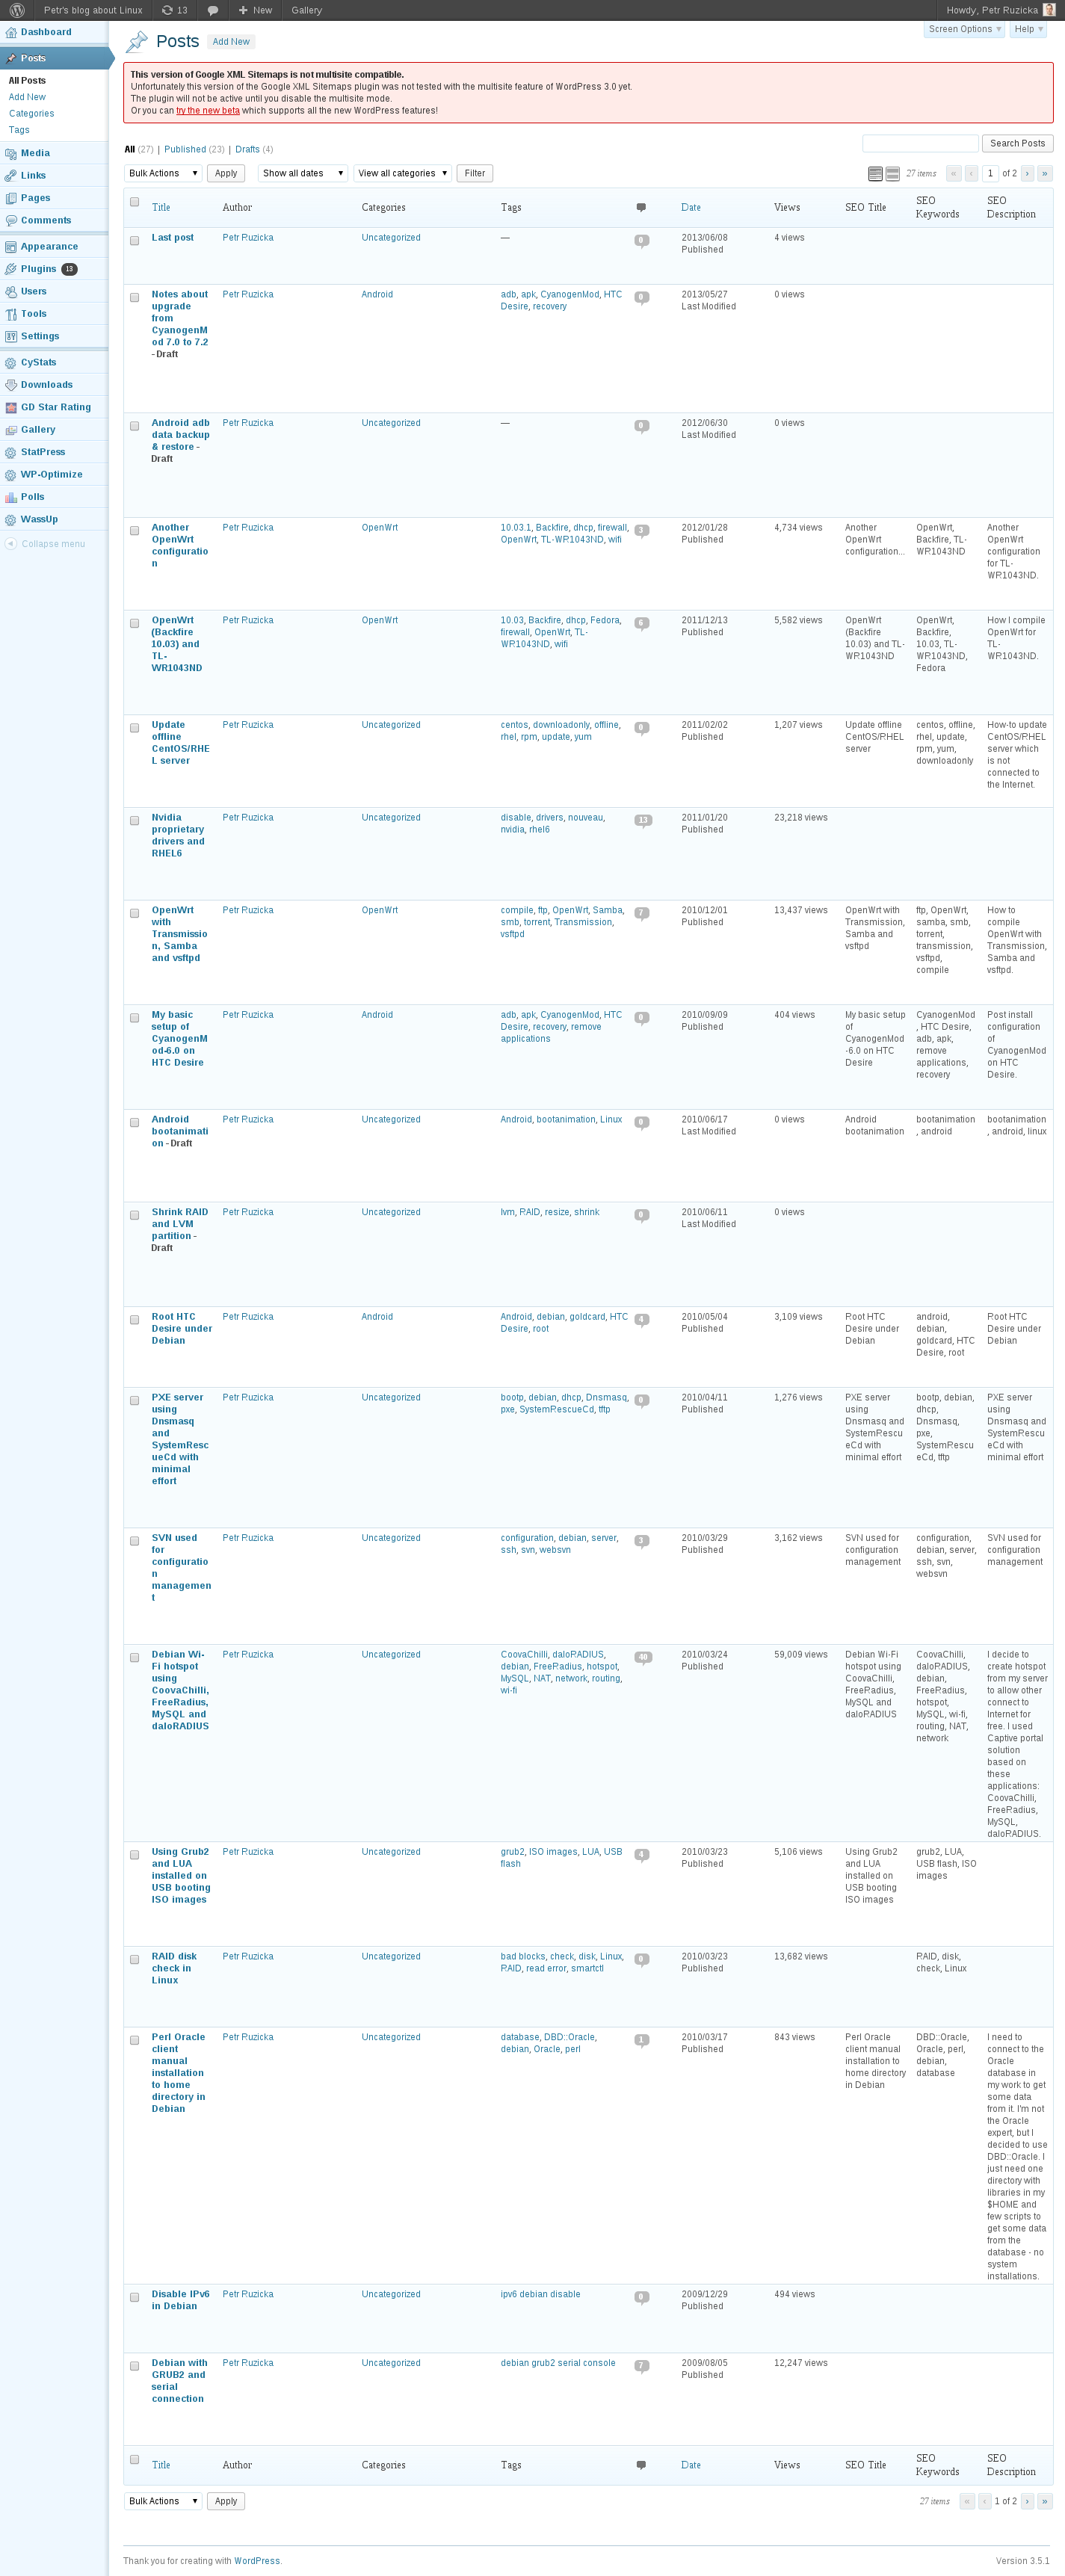 Petr's blog about Linux 13 New Gallery Howdy, Petr Ruzicka
Screen Options Help
Dashboard
Posts
All Posts
Add New
Categories
Tags
Media
Links
Pages
Comments
Appearance
Plugins 13
Users
Tools
Settings
CyStats
Downloads
GD Star Rating
Gallery
StatPress
WP-Optimize
Polls
WassUp
Collapse menu
Posts Add New
This version of Google XML Sitemaps is not multisite compatible.
Unfortunately this version of the Google XML Sitemaps plugin was not tested with the multisite feature of WordPress 3.0 yet.
The plugin will not be active until you disable the multisite mode.
Or you can try the new beta which supports all the new WordPress features!
All (27) | Published (23) | Drafts (4)
Search Posts
Bulk Actions Apply Show all dates View all categories Filter
27 items « ‹ 1 of 2 › »
Title Author Categories Tags Date Views SEO Title SEO Keywords SEO Description
Last post Petr Ruzicka Uncategorized — 0 2013/06/08 Published 4 views
Notes about upgrade from CyanogenMod 7.0 to 7.2 - Draft Petr Ruzicka Android adb, apk, CyanogenMod, HTC Desire, recovery 0 2013/05/27 Last Modified 0 views
Android adb data backup & restore - Draft Petr Ruzicka Uncategorized — 0 2012/06/30 Last Modified 0 views
Another OpenWrt configuration Petr Ruzicka OpenWrt 10.03.1, Backfire, dhcp, firewall, OpenWrt, TL-WR1043ND, wifi 3 2012/01/28 Published 4,734 views Another OpenWrt configuration... OpenWrt, Backfire, TL-WR1043ND Another OpenWrt configuration for TL-WR1043ND.
OpenWrt (Backfire 10.03) and TL-WR1043ND Petr Ruzicka OpenWrt 10.03, Backfire, dhcp, Fedora, firewall, OpenWrt, TL-WR1043ND, wifi 6 2011/12/13 Published 5,582 views OpenWrt (Backfire 10.03) and TL-WR1043ND OpenWrt, Backfire, 10.03, TL-WR1043ND, Fedora How I compile OpenWrt for TL-WR1043ND.
Update offline CentOS/RHEL server Petr Ruzicka Uncategorized centos, downloadonly, offline, rhel, rpm, update, yum 0 2011/02/02 Published 1,207 views Update offline CentOS/RHEL server centos, offline, rhel, update, rpm, yum, downloadonly How-to update CentOS/RHEL server which is not connected to the Internet.
Nvidia proprietary drivers and RHEL6 Petr Ruzicka Uncategorized disable, drivers, nouveau, nvidia, rhel6 13 2011/01/20 Published 23,218 views
OpenWrt with Transmission, Samba and vsftpd Petr Ruzicka OpenWrt compile, ftp, OpenWrt, Samba, smb, torrent, Transmission, vsftpd 7 2010/12/01 Published 13,437 views OpenWrt with Transmission, Samba and vsftpd ftp, OpenWrt, samba, smb, torrent, transmission, vsftpd, compile How to compile OpenWrt with Transmission, Samba and vsftpd.
My basic setup of CyanogenMod-6.0 on HTC Desire Petr Ruzicka Android adb, apk, CyanogenMod, HTC Desire, recovery, remove applications 0 2010/09/09 Published 404 views My basic setup of CyanogenMod-6.0 on HTC Desire CyanogenMod, HTC Desire, adb, apk, remove applications, recovery Post install configuration of CyanogenMod on HTC Desire.
Android bootanimation - Draft Petr Ruzicka Uncategorized Android, bootanimation, Linux 0 2010/06/17 Last Modified 0 views Android bootanimation bootanimation, android bootanimation, android, linux
Shrink RAID and LVM partition - Draft Petr Ruzicka Uncategorized lvm, RAID, resize, shrink 0 2010/06/11 Last Modified 0 views
Root HTC Desire under Debian Petr Ruzicka Android Android, debian, goldcard, HTC Desire, root 4 2010/05/04 Published 3,109 views Root HTC Desire under Debian android, debian, goldcard, HTC Desire, root Root HTC Desire under Debian
PXE server using Dnsmasq and SystemRescueCd with minimal effort Petr Ruzicka Uncategorized bootp, debian, dhcp, Dnsmasq, pxe, SystemRescueCd, tftp 0 2010/04/11 Published 1,276 views PXE server using Dnsmasq and SystemRescueCd with minimal effort bootp, debian, dhcp, Dnsmasq, pxe, SystemRescueCd, tftp PXE server using Dnsmasq and SystemRescueCd with minimal effort
SVN used for configuration management Petr Ruzicka Uncategorized configuration, debian, server, ssh, svn, websvn 3 2010/03/29 Published 3,162 views SVN used for configuration management configuration, debian, server, ssh, svn, websvn SVN used for configuration management
Debian Wi-Fi hotspot using CoovaChilli, FreeRadius, MySQL and daloRADIUS Petr Ruzicka Uncategorized CoovaChilli, daloRADIUS, debian, FreeRadius, hotspot, MySQL, NAT, network, routing, wi-fi 40 2010/03/24 Published 59,009 views Debian Wi-Fi hotspot using CoovaChilli, FreeRadius, MySQL and daloRADIUS CoovaChilli, daloRADIUS, debian, FreeRadius, hotspot, MySQL, wi-fi, routing, NAT, network I decide to create hotspot from my server to allow other connect to Internet for free. I used Captive portal solution based on these applications: CoovaChilli, FreeRadius, MySQL, daloRADIUS.
Using Grub2 and LUA installed on USB booting ISO images Petr Ruzicka Uncategorized grub2, ISO images, LUA, USB flash 4 2010/03/23 Published 5,106 views Using Grub2 and LUA installed on USB booting ISO images grub2, LUA, USB flash, ISO images
RAID disk check in Linux Petr Ruzicka Uncategorized bad blocks, check, disk, Linux, RAID, read error, smartctl 0 2010/03/23 Published 13,682 views RAID, disk, check, Linux
Perl Oracle client manual installation to home directory in Debian Petr Ruzicka Uncategorized database, DBD::Oracle, debian, Oracle, perl 1 2010/03/17 Published 843 views Perl Oracle client manual installation to home directory in Debian DBD::Oracle, Oracle, perl, debian, database I need to connect to the Oracle database in my work to get some data from it. I'm not the Oracle expert, but I decided to use DBD::Oracle. I just need one directory with libraries in my $HOME and few scripts to get some data from the database - no system installations.
Disable IPv6 in Debian Petr Ruzicka Uncategorized ipv6 debian disable 0 2009/12/29 Published 494 views
Debian with GRUB2 and serial connection Petr Ruzicka Uncategorized debian grub2 serial console 7 2009/08/05 Published 12,247 views
Title Author Categories Tags Date Views SEO Title SEO Keywords SEO Description
Bulk Actions Apply 27 items « ‹ 1 of 2 › »
Thank you for creating with WordPress. Version 3.5.1